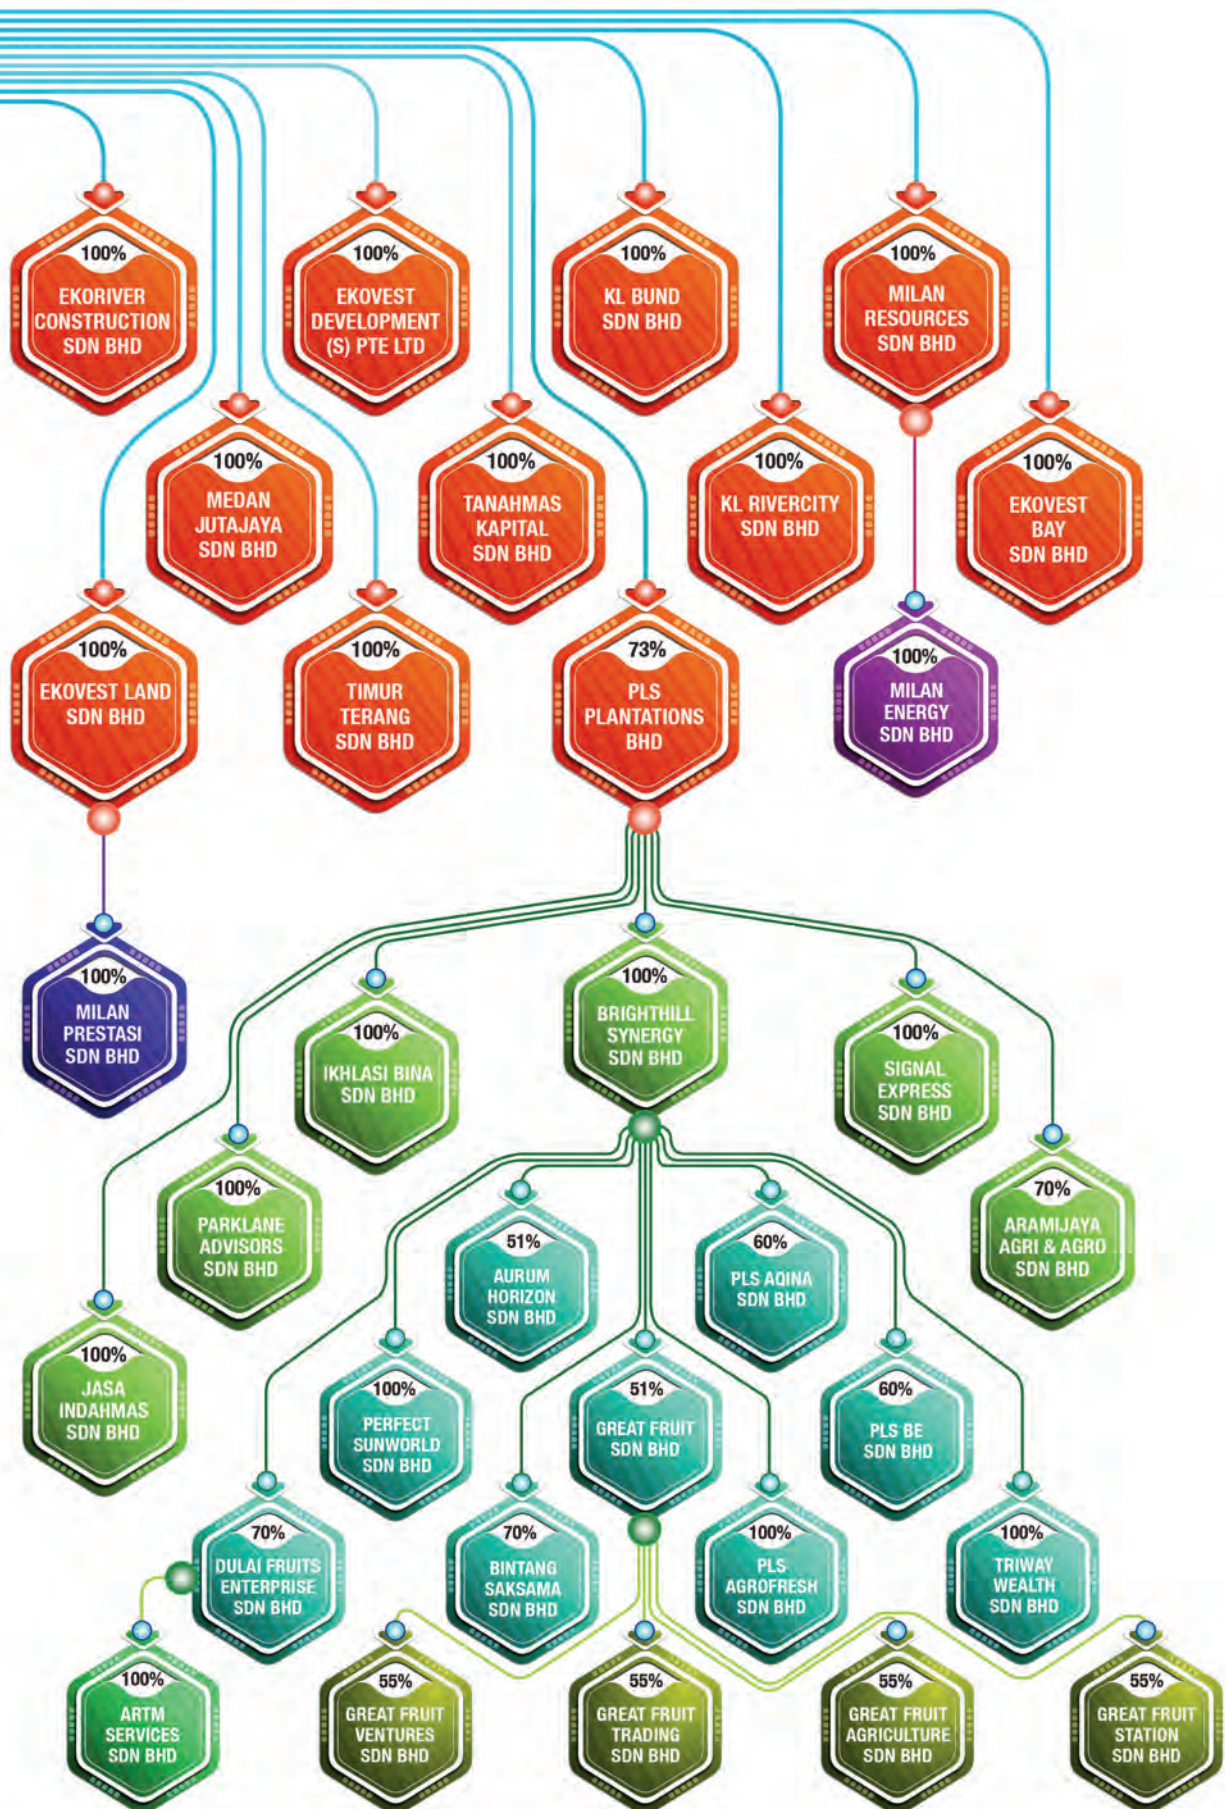 100%
EKORIVER
CONSTRUCTION
SDN BHD
100%
EKOVEST
DEVELOPMENT
(S) PTE LTD
100%
KL BUND
SDN BHD
100%
MILAN
RESOURCES
SDN BHD
100%
MEDAN
JUTAJAYA
SDN BHD
100%
TANAHMAS
KAPITAL
SDN BHD
100%
KL RIVERCITY
SDN BHD
100%
EKOVEST
BAY
SDN BHD
100%
EKOVEST LAND
SDN BHD
100%
TIMUR
TERANG
SDN BHD
73%
PLS
PLANTATIONS
BHD
100%
MILAN
ENERGY
SDN BHD
100%
MILAN
PRESTASI
SDN BHD
100%
IKHLASI BINA
SDN BHD
100%
BRIGHTHILL
SYNERGY
SDN BHD
100%
SIGNAL
EXPRESS
SDN BHD
100%
PARKLANE
ADVISORS
SDN BHD
70%
ARAMIJAYA
AGRI & AGRO
SDN BHD
51%
AURUM
HORIZON
SDN BHD
60%
PLS AQINA
SDN BHD
100%
JASA
INDAHMAS
SDN BHD
100%
PERFECT
SUNWORLD
SDN BHD
51%
GREAT FRUIT
SDN BHD
60%
PLS BE
SDN BHD
70%
DULAI FRUITS
ENTERPRISE
SDN BHD
70%
BINTANG
SAKSAMA
SDN BHD
100%
PLS
AGROFRESH
SDN BHD
100%
TRIWAY
WEALTH
SDN BHD
100%
ARTM
SERVICES
SDN BHD
55%
GREAT FRUIT
VENTURES
SDN BHD
55%
GREAT FRUIT
TRADING
SDN BHD
55%
GREAT FRUIT
AGRICULTURE
SDN BHD
55%
GREAT FRUIT
STATION
SDN BHD